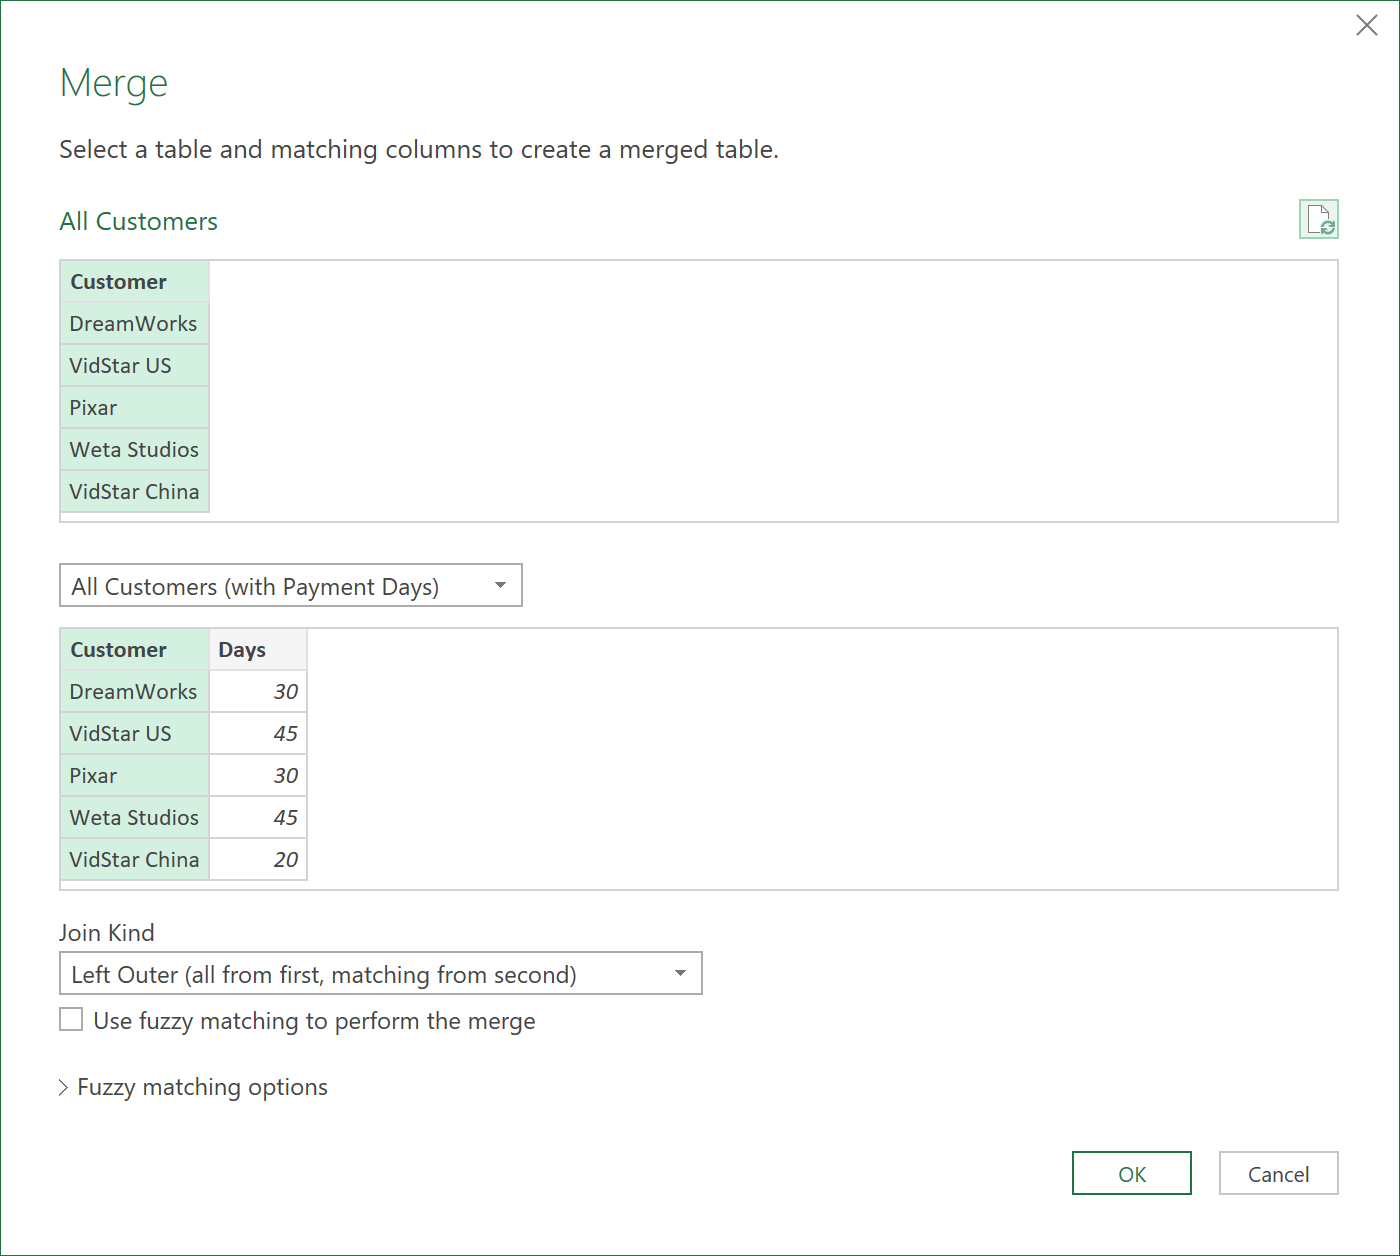 Merge
Select a table and matching columns to create a merged table.
All Customers
Customer
DreamWorks
VidStar US
Pixar
Weta Studios
VidStar China
All Customers (with Payment Days)
Customer Days
DreamWorks 30
VidStar US 45
Pixar 30
Weta Studios 45
VidStar China 20
Join Kind
Left Outer (all from first, matching from second)
Use fuzzy matching to perform the merge
Fuzzy matching options
OK Cancel